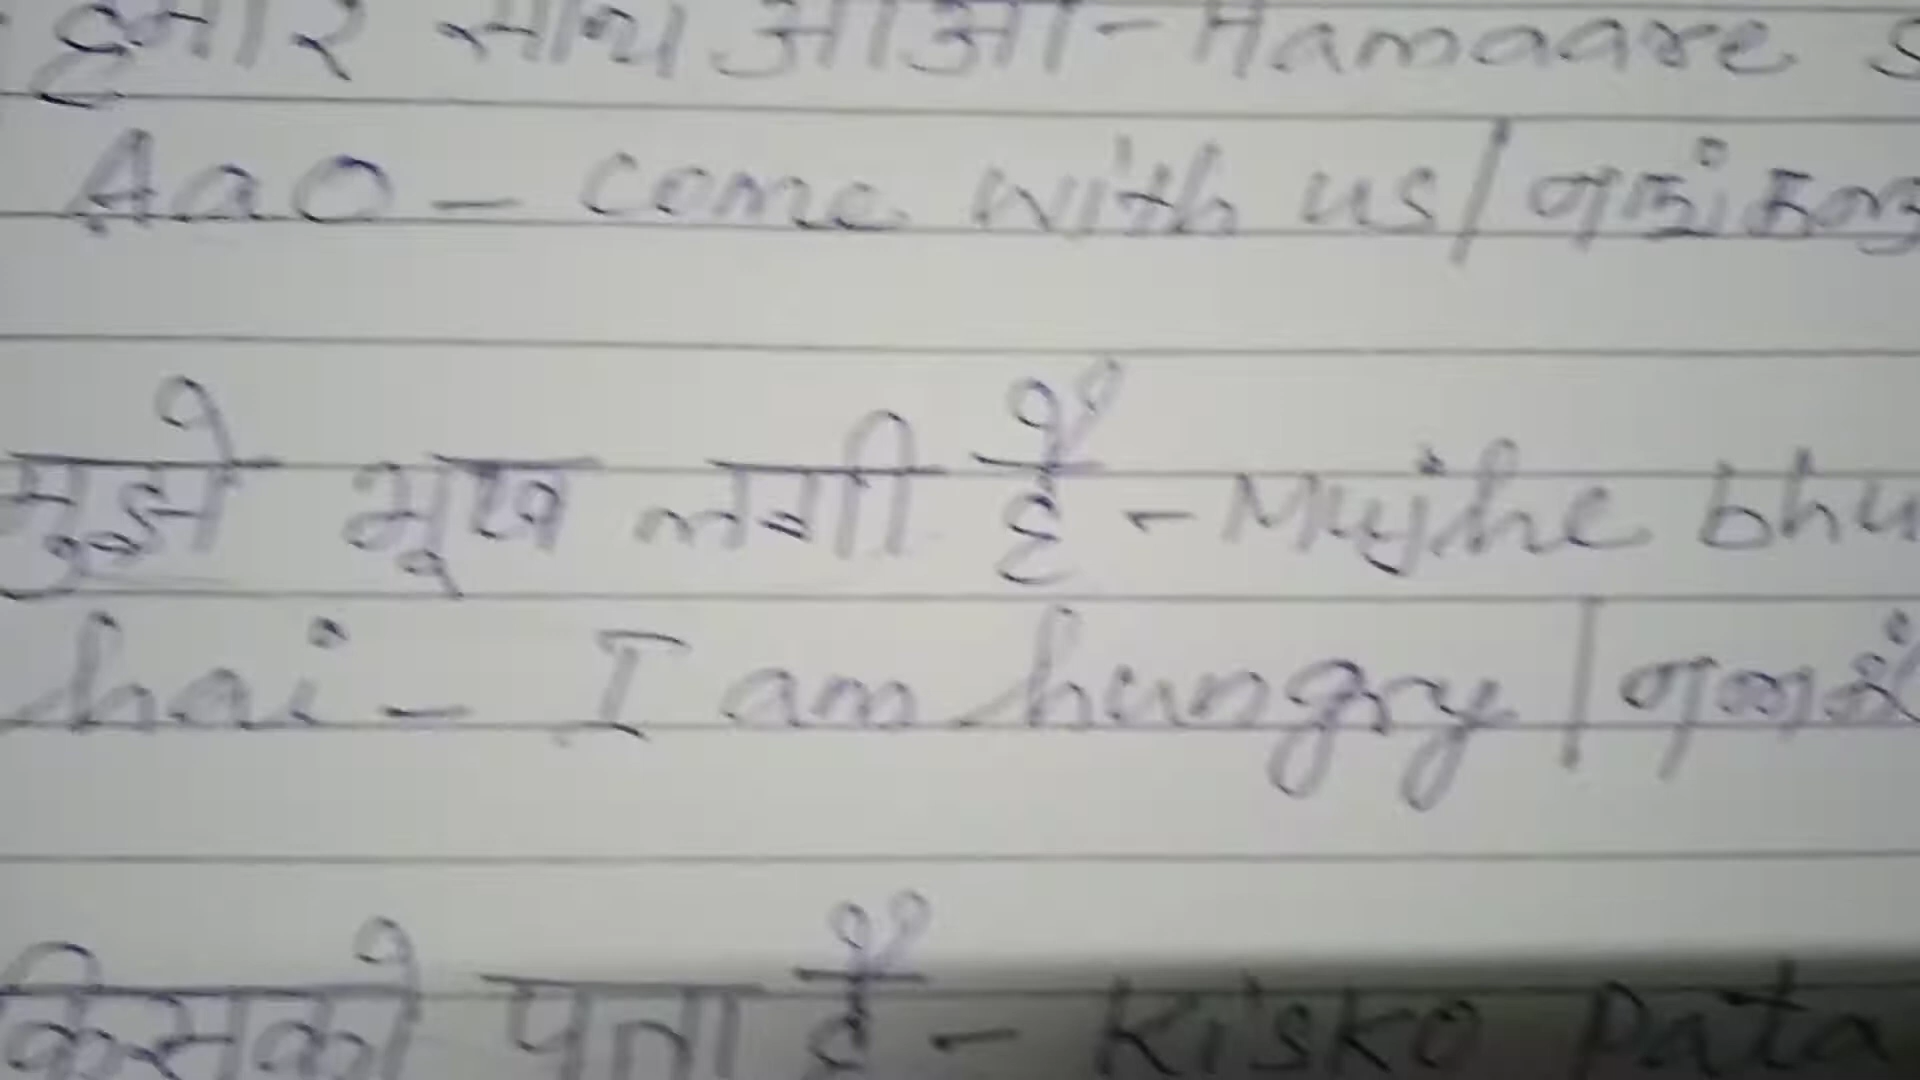 हमारे साथ आओ - Hamaare
AaO - come with us |
मुझे भूख लगी है - Mujhe bhu
hai - I am hungry |
किसको पता है - Kisko Pata